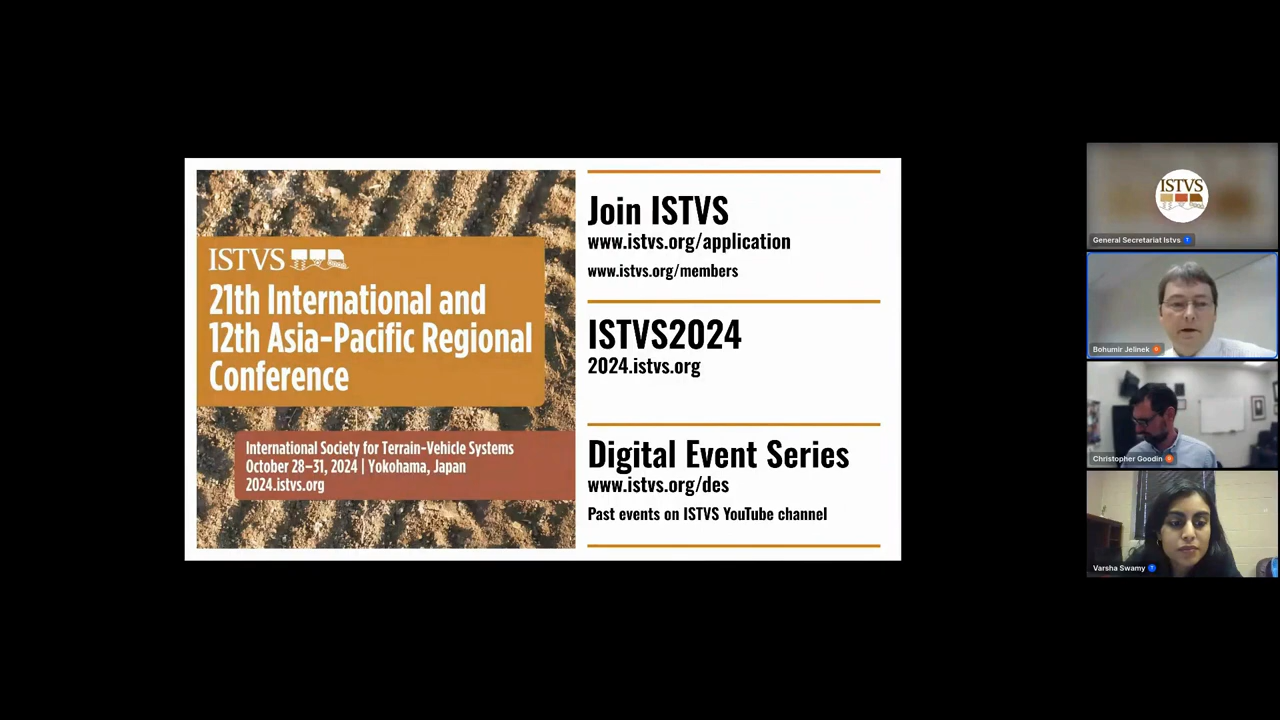 ISTVS
21th International and
12th Asia-Pacific Regional
Conference
International Society for Terrain-Vehicle Systems
October 28-31, 2024 | Yokohama, Japan
2024.istvs.org
Join ISTVS
www.istvs.org/application
www.istvs.org/members
ISTVS2024
2024.istvs.org
Digital Event Series
www.istvs.org/des
Past events on ISTVS YouTube channel
ISTVS
General Secretariat Istvs
Bohumir Jelinek
Christopher Goodin
Varsha Swamy